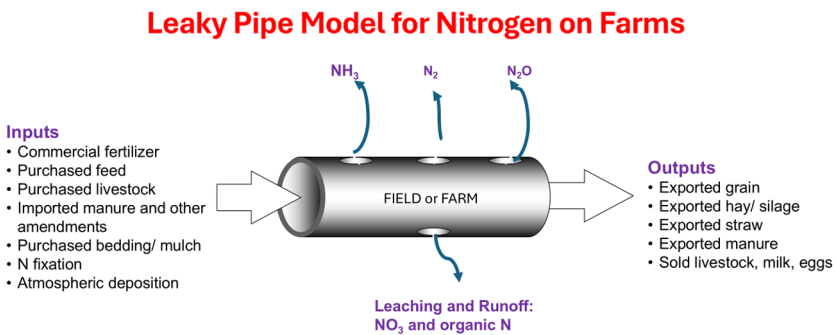 Leaky Pipe Model for Nitrogen on Farms
NH₃
N₂
N₂O
Inputs
• Commercial fertilizer
• Purchased feed
• Purchased livestock
• Imported manure and other
amendments
• Purchased bedding/ mulch
• N fixation
• Atmospheric deposition
FIELD or FARM
Outputs
• Exported grain
• Exported hay/ silage
• Exported straw
• Exported manure
• Sold livestock, milk, eggs
Leaching and Runoff:
NO₃ and organic N